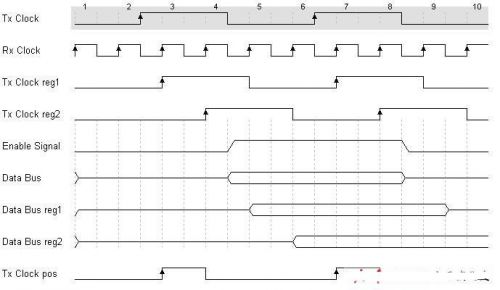 1 2 3 4 5 6 7 8 9 10
Tx Clock
Rx Clock
Tx Clock reg1
Tx Clock reg2
Enable Signal
Data Bus
Data Bus reg1
Data Bus reg2
Tx Clock pos